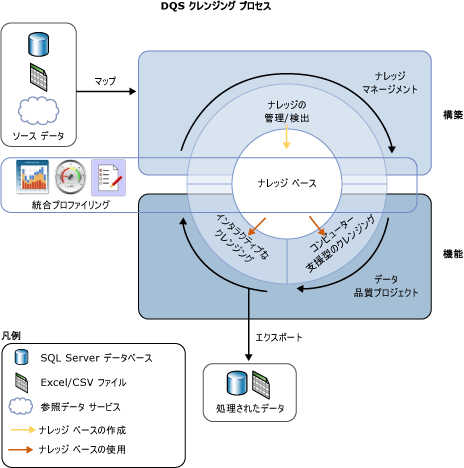 DQS クレンジング プロセス
ソース データ
マップ
ナレッジ
マネージメント
構築
ナレッジの
管理/検出
ナレッジ ベース
統合プロファイリング
インタラクティブな
クレンジング
コンピューター
支援型のクレンジング
機能
データ
品質プロジェクト
エクスポート
処理されたデータ
凡例
SQL Server データベース
Excel/CSV ファイル
参照データ サービス
ナレッジ ベースの作成
ナレッジ ベースの使用